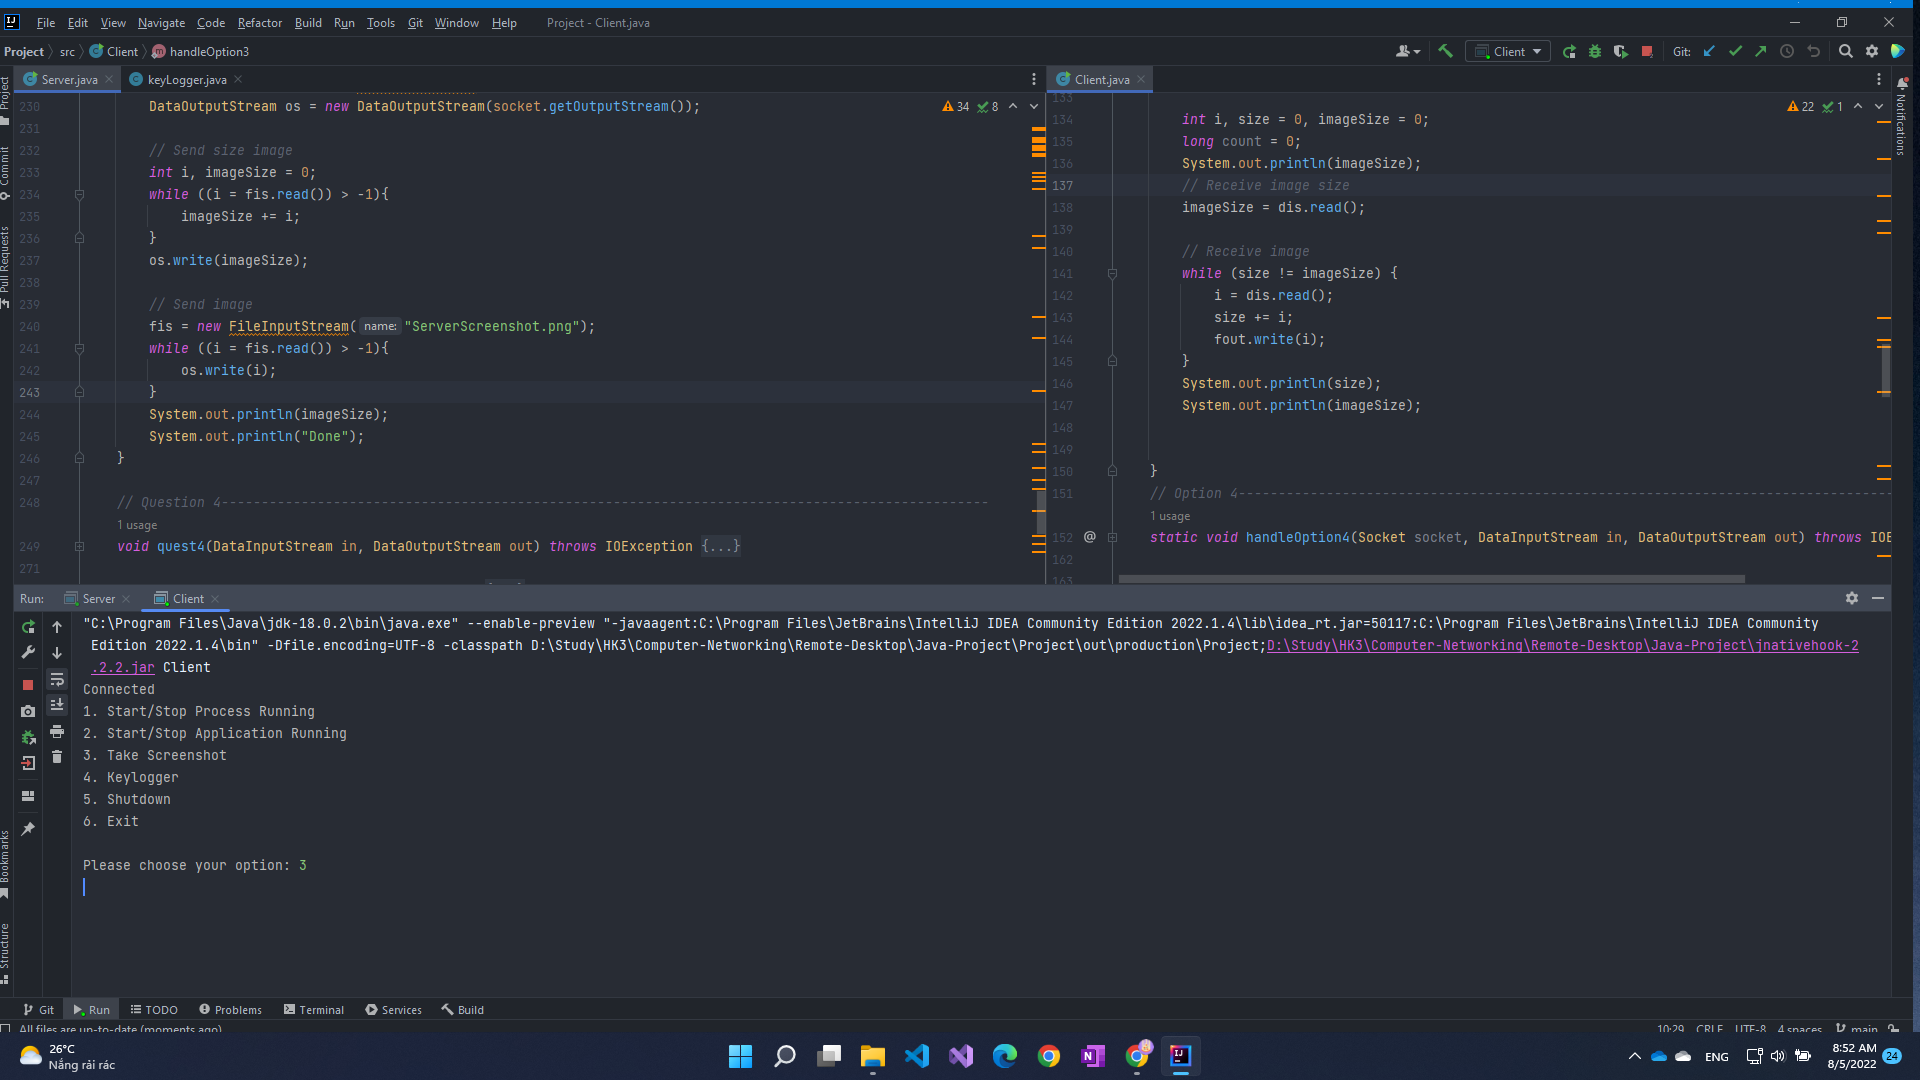 File Edit View Navigate Code Refactor Build Run Tools Git Window Help Project - Client.java
Project src Client handleOption3
Client
Git:
Server.java
keyLogger.java
Client.java
Project
Commit
Pull Requests
Bookmarks
Structure
Notifications
34 8
230 DataOutputStream os = new DataOutputStream(socket.getOutputStream());
231
232 // Send size image
233 int i, imageSize = 0;
234 while ((i = fis.read()) > -1){
235 imageSize += i;
236 }
237 os.write(imageSize);
238
239 // Send image
240 fis = new FileInputStream( name: "ServerScreenshot.png");
241 while ((i = fis.read()) > -1){
242 os.write(i);
243 }
244 System.out.println(imageSize);
245 System.out.println("Done");
246 }
247
248 // Question 4------------------------------------------------------------------------------------------------
1 usage
249 void quest4(DataInputStream in, DataOutputStream out) throws IOException {...}
271
22 1
133
134 int i, size = 0, imageSize = 0;
135 long count = 0;
136 System.out.println(imageSize);
137 // Receive image size
138 imageSize = dis.read();
139
140 // Receive image
141 while (size != imageSize) {
142 i = dis.read();
143 size += i;
144 fout.write(i);
145 }
146 System.out.println(size);
147 System.out.println(imageSize);
148
149
150 }
151 // Option 4----------------------------------------------------------------------------------
1 usage
152 @ static void handleOption4(Socket socket, DataInputStream in, DataOutputStream out) throws IOE
162
163
Run: Server Client
"C:\Program Files\Java\jdk-18.0.2\bin\java.exe" --enable-preview "-javaagent:C:\Program Files\JetBrains\IntelliJ IDEA Community Edition 2022.1.4\lib\idea_rt.jar=50117:C:\Program Files\JetBrains\IntelliJ IDEA Community
Edition 2022.1.4\bin" -Dfile.encoding=UTF-8 -classpath D:\Study\HK3\Computer-Networking\Remote-Desktop\Java-Project\Project\out\production\Project;D:\Study\HK3\Computer-Networking\Remote-Desktop\Java-Project\jnativehook-2
.2.2.jar Client
Connected
1. Start/Stop Process Running
2. Start/Stop Application Running
3. Take Screenshot
4. Keylogger
5. Shutdown
6. Exit
Please choose your option: 3
Git Run TODO Problems Terminal Services Build
All files are up-to-date (moments ago)
10:29 CRLF UTF-8 4 spaces main
26°C
Nắng rải rác
ENG
8:52 AM
8/5/2022
24